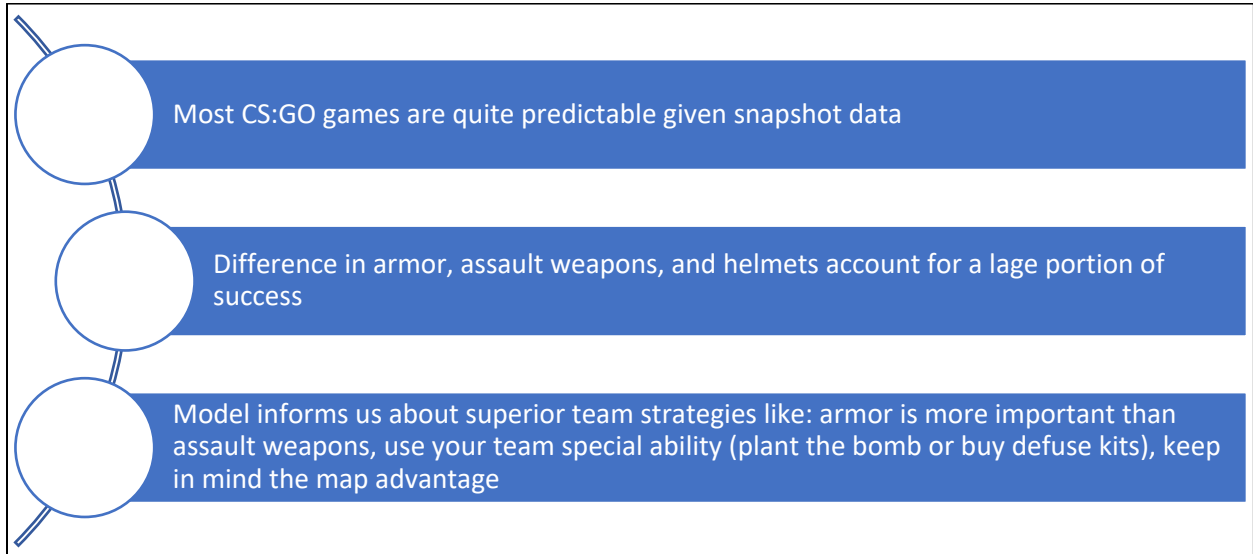 Most CS:GO games are quite predictable given snapshot data
Difference in armor, assault weapons, and helmets account for a lage portion of
success
Model informs us about superior team strategies like: armor is more important than
assault weapons, use your team special ability (plant the bomb or buy defuse kits), keep
in mind the map advantage